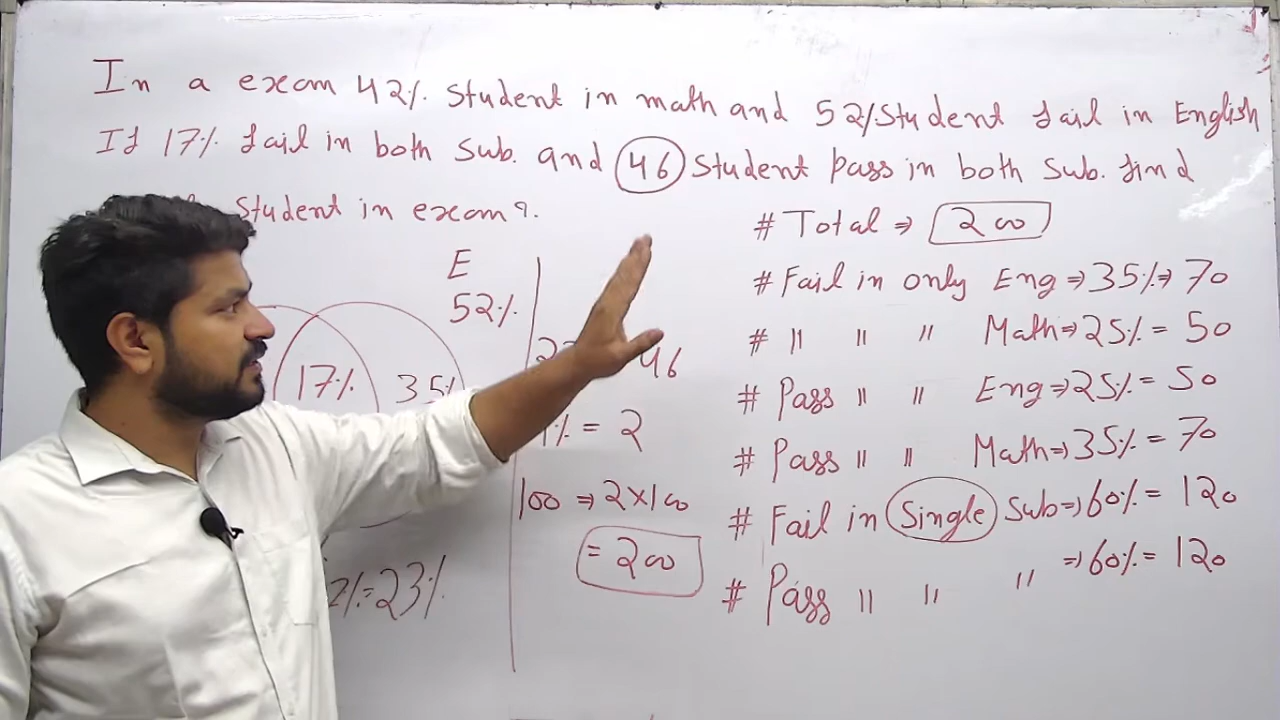 In a exam 42%. Student in math and 52% Student fail in English
If 17% fail in both sub. and 46 Student pass in both sub. find
Student in exam?.
E
52%.
17%
35%
46
1% = 2
100 ⇒ 2×100
= 200
%=23%
# Total ⇒ 200
# Fail in only Eng ⇒ 35% ⇒ 70
# " " " Math ⇒ 25% = 50
# Pass " " Eng ⇒ 25% = 50
# Pass " " Math ⇒ 35% = 70
# Fail in Single Sub ⇒ 60% = 120
# Pass " " " ⇒ 60% = 120